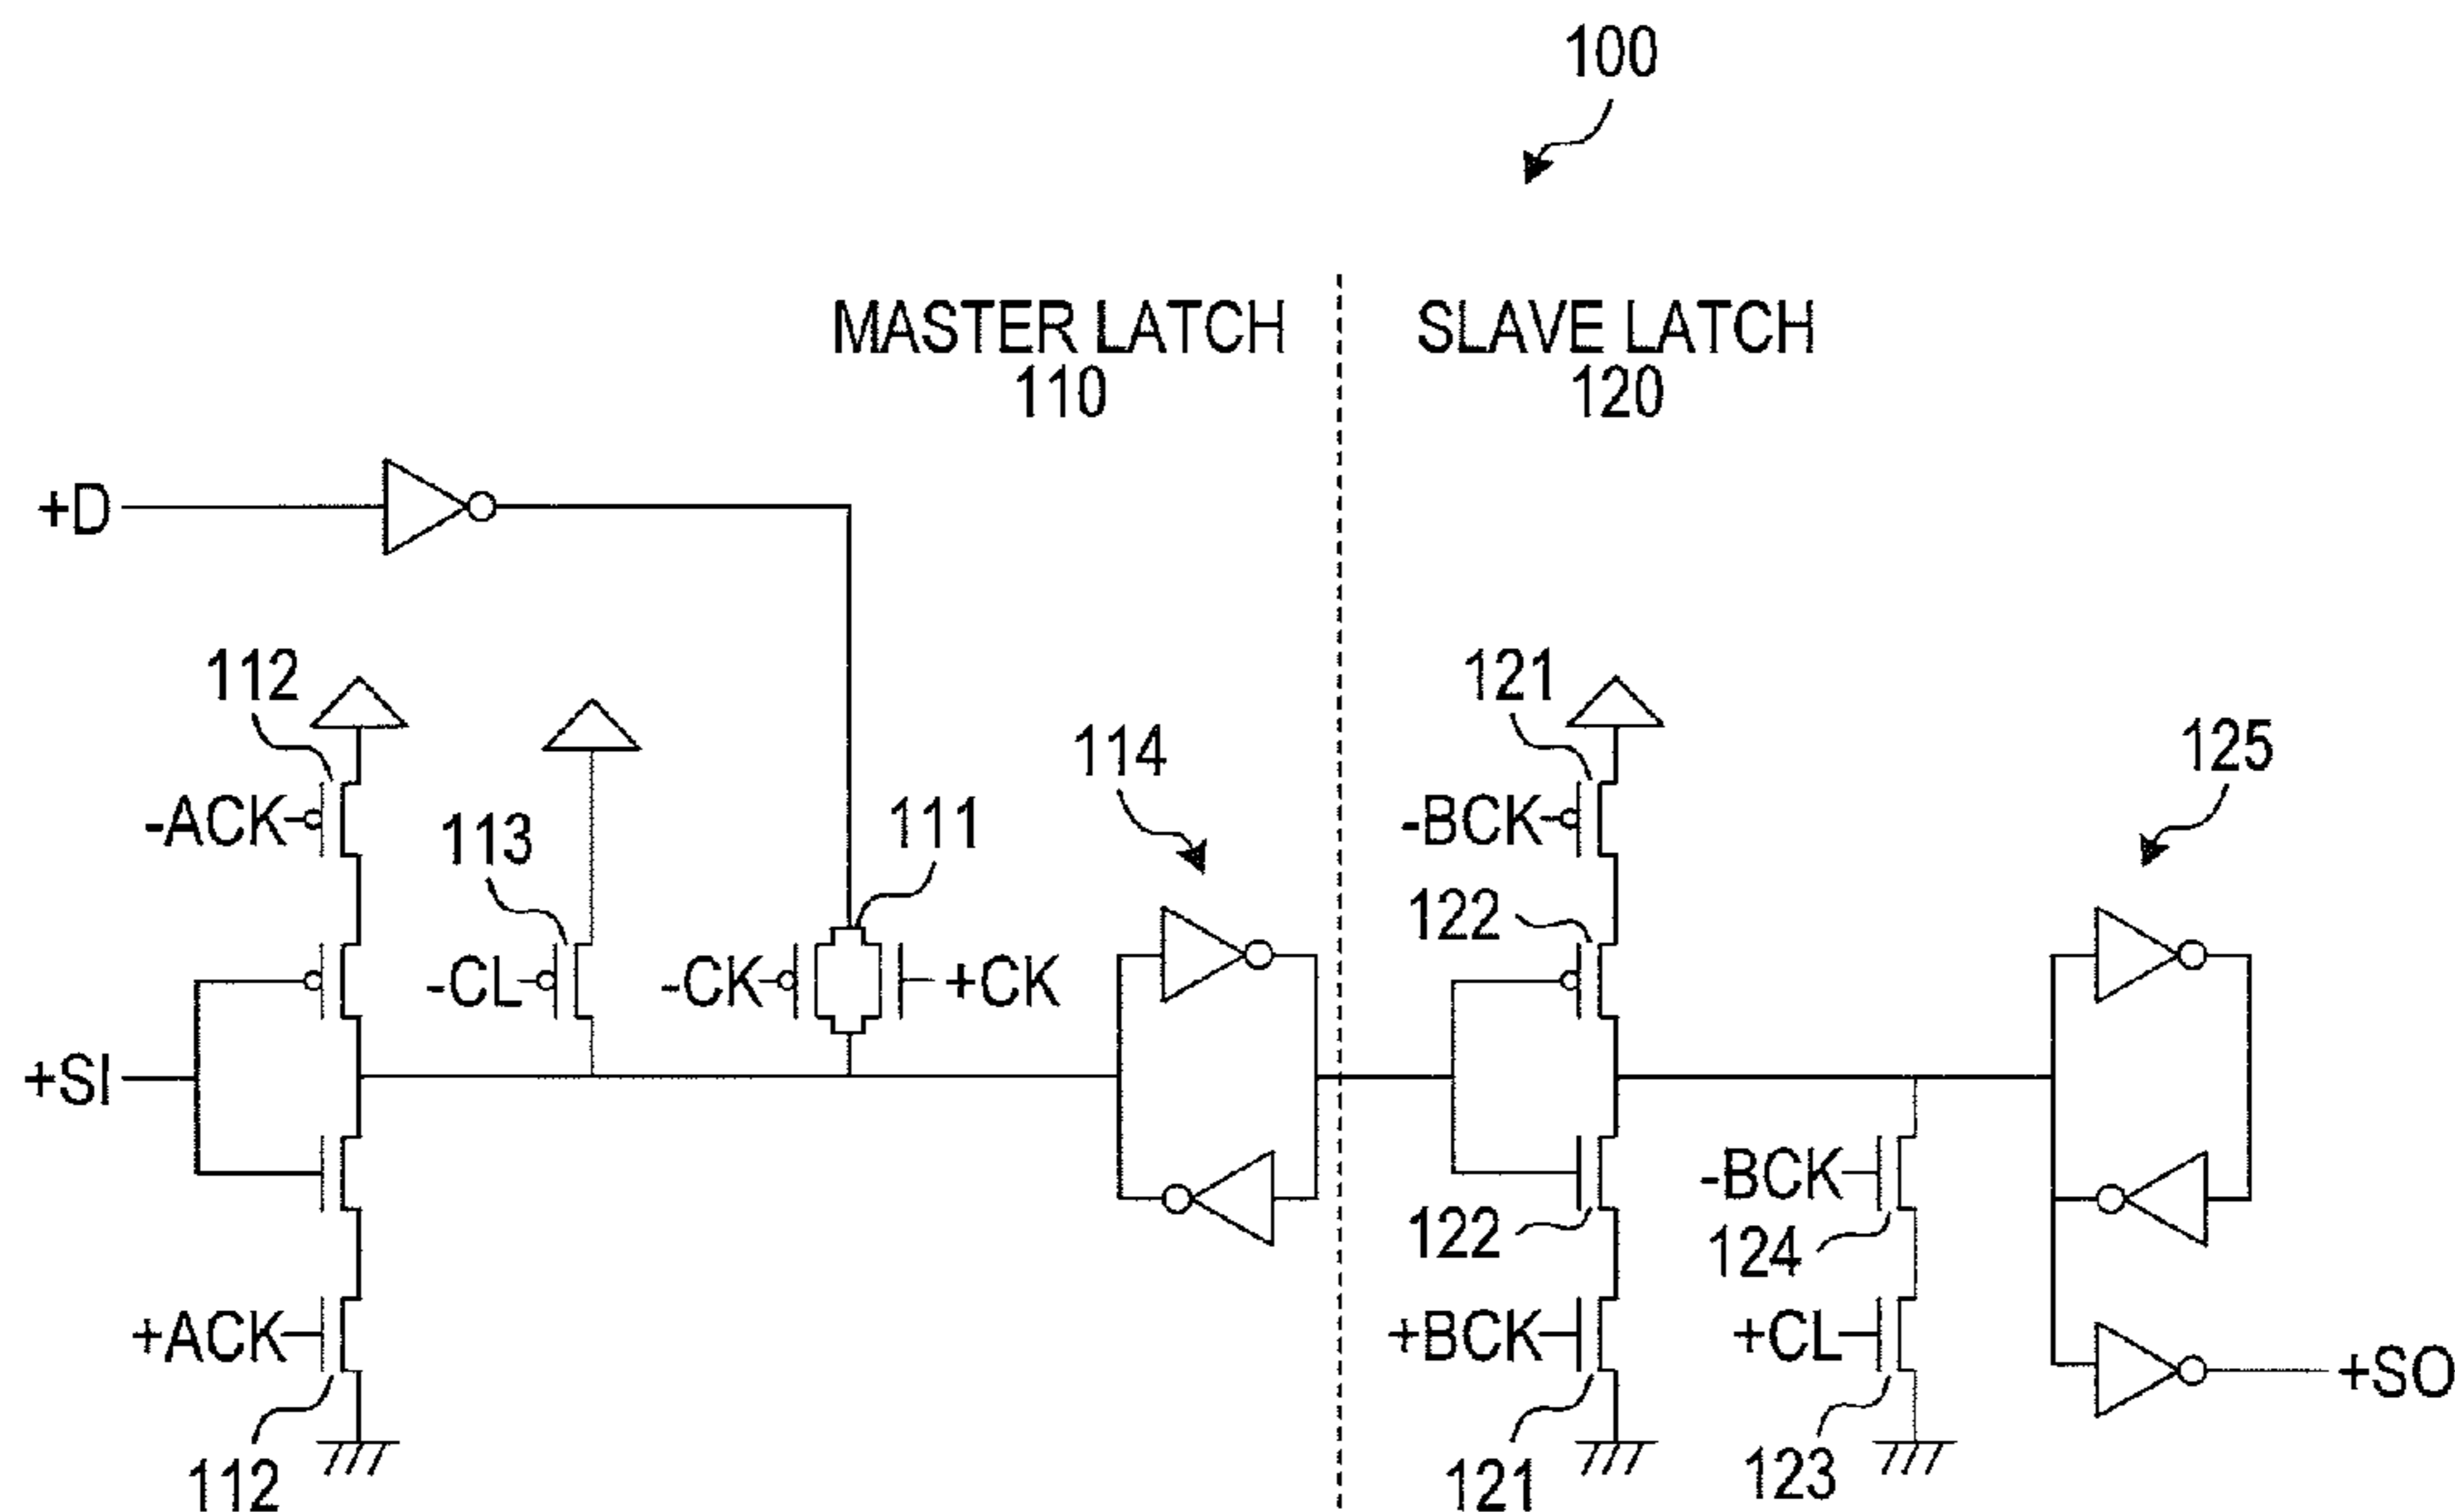 100
MASTER LATCH
110
SLAVE LATCH
120
+D
112
121
125
114
-ACK
113
111
-BCK
122
-CL
-CK
+CK
+SI
-BCK
122
124
+ACK
+BCK
+CL
+SO
112
121
123